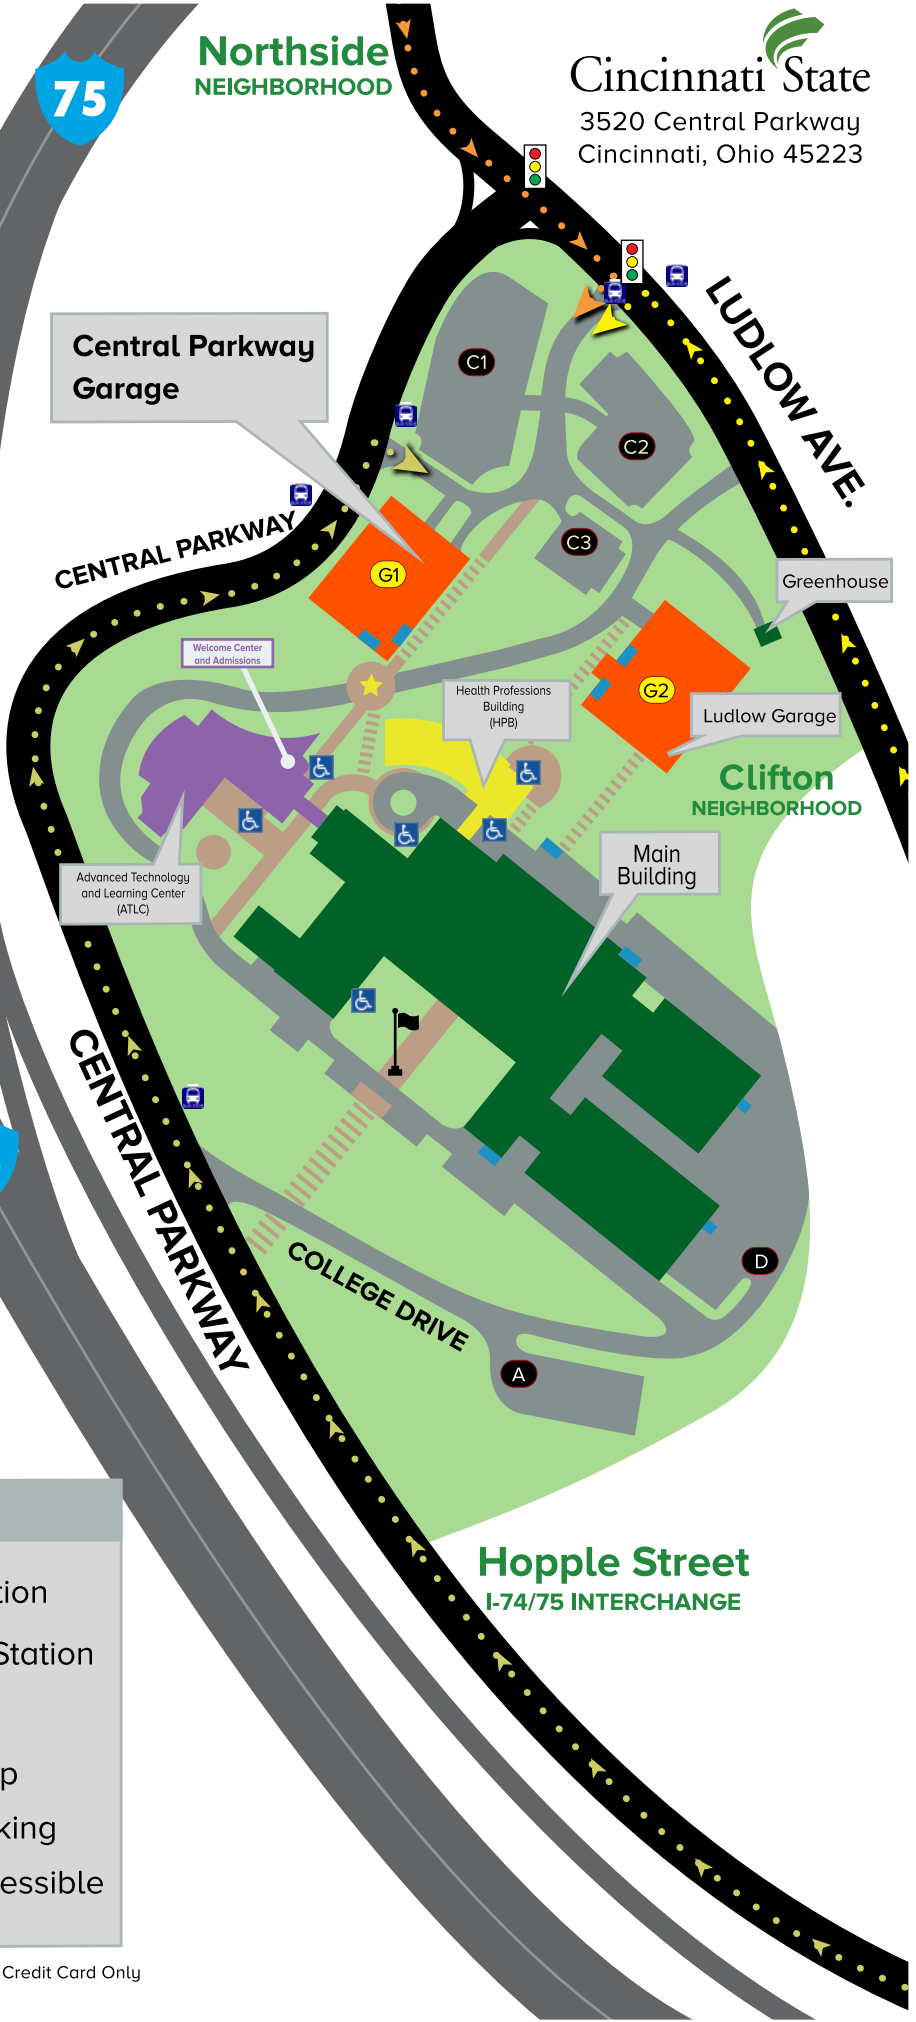 75
Northside
NEIGHBORHOOD
Cincinnati State
3520 Central Parkway
Cincinnati, Ohio 45223
LUDLOW AVE.
Central Parkway
Garage
C1
C2
C3
CENTRAL PARKWAY
G1
Greenhouse
Welcome Center
and Admissions
Health Professions
Building
(HPB)
G2
Ludlow Garage
Clifton
NEIGHBORHOOD
Main
Building
Advanced Technology
and Learning Center
(ATLC)
CENTRAL PARKWAY
COLLEGE DRIVE
D
A
Hopple Street
I-74/75 INTERCHANGE
tion
Station
p
king
essible
Credit Card Only